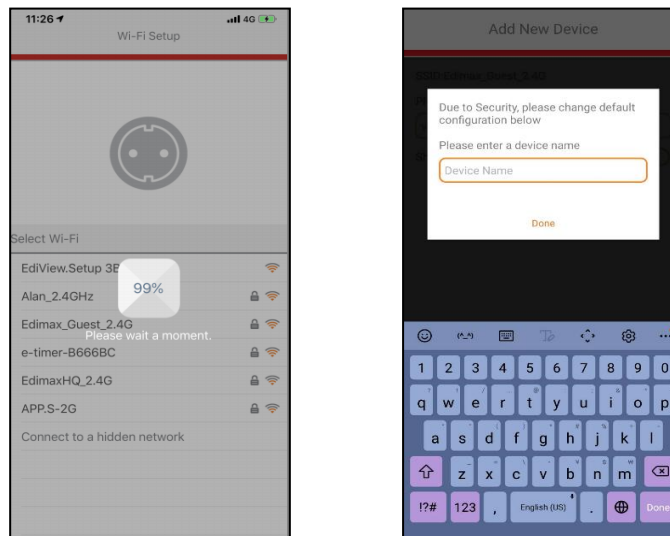 11:26
4G
Wi-Fi Setup
Select Wi-Fi
EdiView.Setup 3B
99%
Alan_2.4GHz
Edimax_Guest_2.4G
Please wait a moment.
e-timer-B666BC
EdimaxHQ_2.4G
APP.S-2G
Connect to a hidden network
Add New Device
SSID:Edimax_Guest_2.4G
Due to Security, please change default
configuration below
Please enter a device name
Device Name
Done
1 2 3 4 5 6 7 8 9 0
q w e r t y u i o p
a s d f g h j k l
z x c v b n m
!?# 123 , English (US) . Done